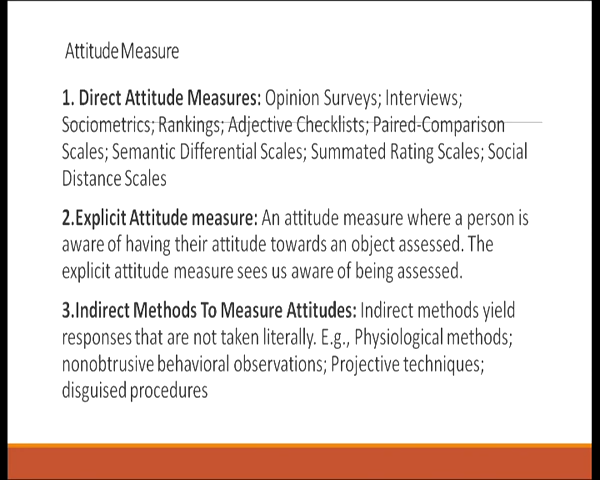 Attitude Measure
1. Direct Attitude Measures: Opinion Surveys; Interviews;
Sociometrics; Rankings; Adjective Checklists; Paired-Comparison
Scales; Semantic Differential Scales; Summated Rating Scales; Social
Distance Scales
2.Explicit Attitude measure: An attitude measure where a person is
aware of having their attitude towards an object assessed. The
explicit attitude measure sees us aware of being assessed.
3.Indirect Methods To Measure Attitudes: Indirect methods yield
responses that are not taken literally. E.g., Physiological methods;
nonobtrusive behavioral observations; Projective techniques;
disguised procedures